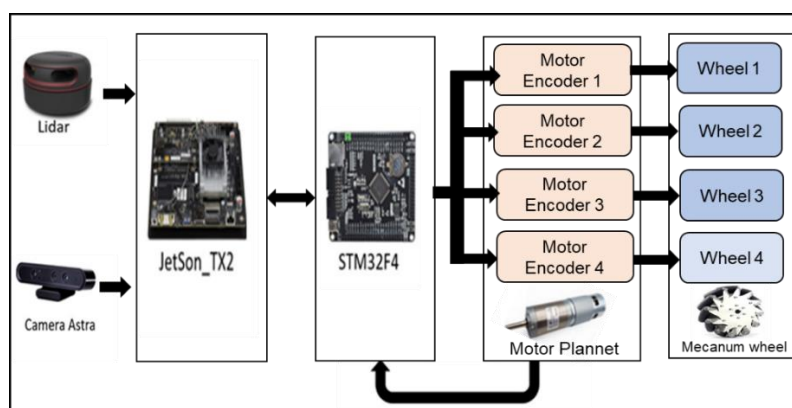 Lidar
Camera Astra
JetSon_TX2
STM32F4
Motor
Encoder 1
Motor
Encoder 2
Motor
Encoder 3
Motor
Encoder 4
Motor Plannet
Wheel 1
Wheel 2
Wheel 3
Wheel 4
Mecanum wheel